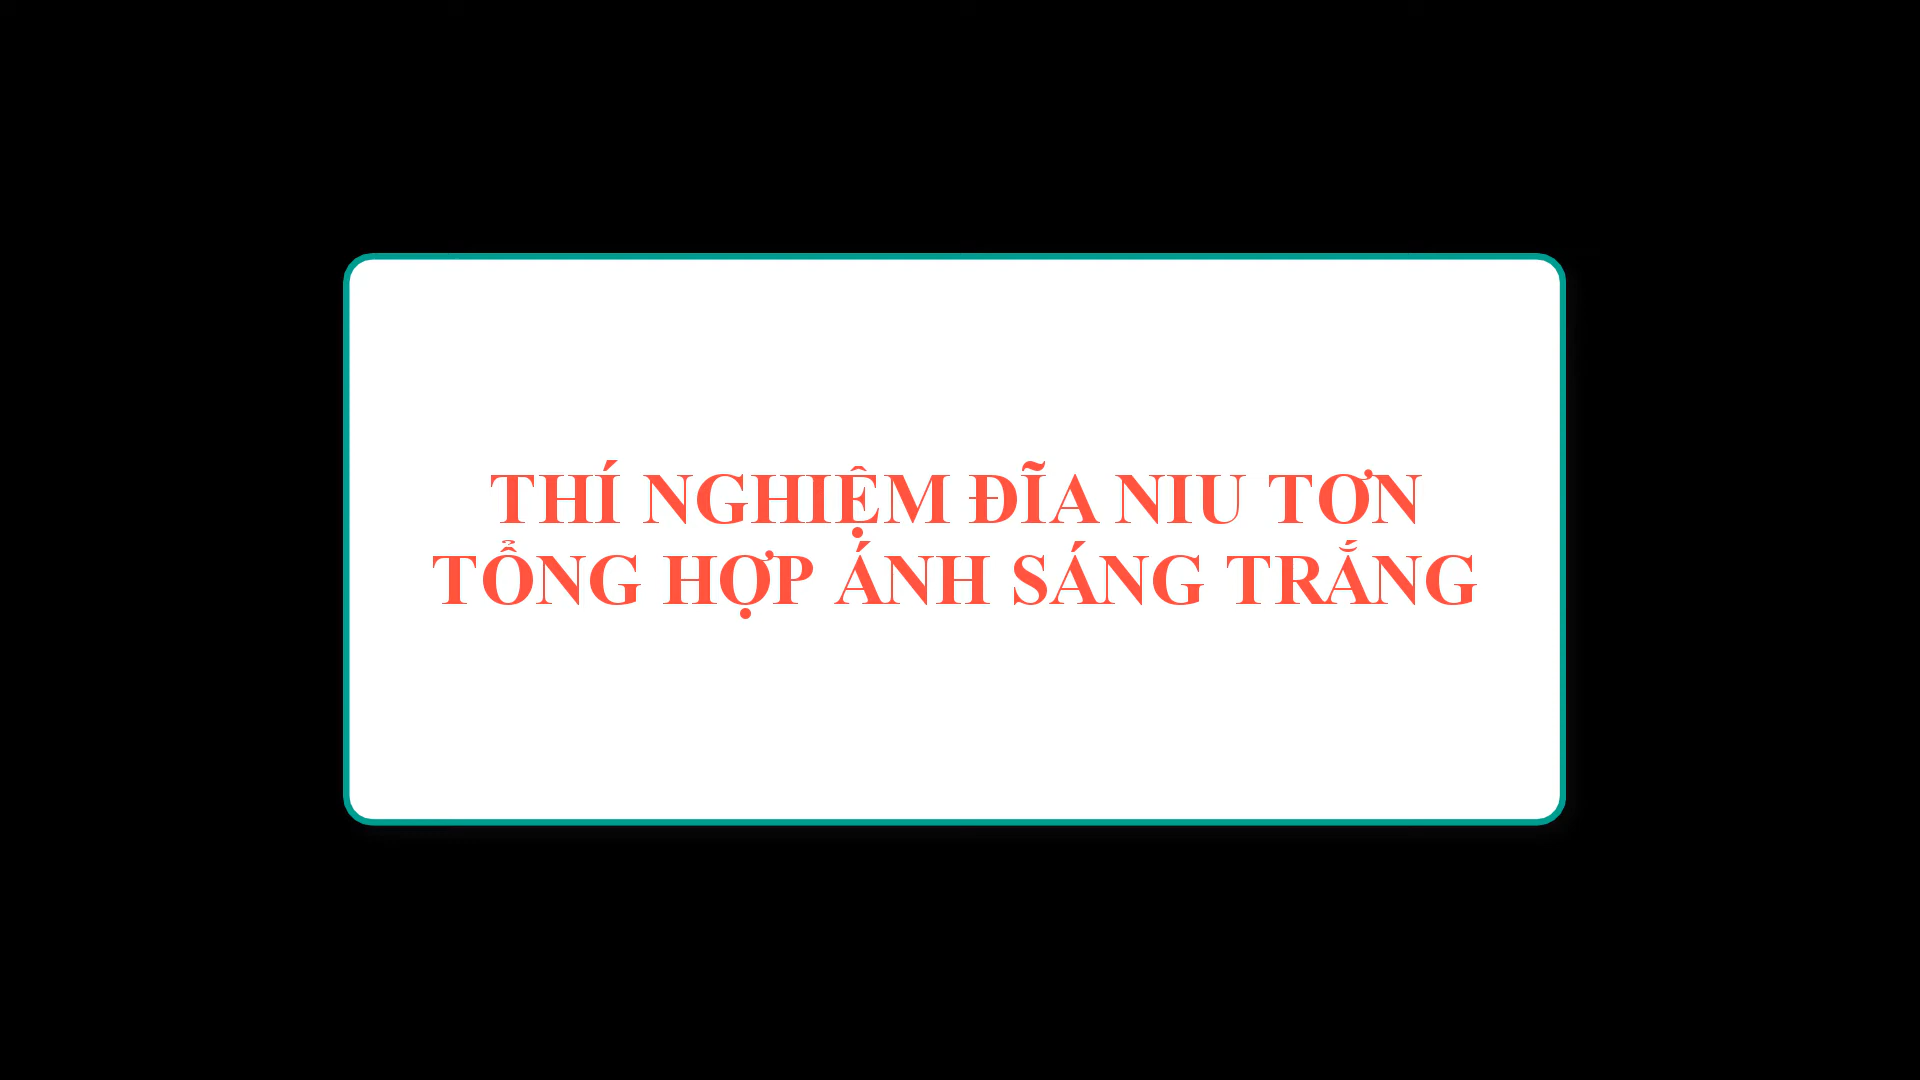 THÍ NGHIỆM ĐĨA NIU TƠN
TỔNG HỢP ÁNH SÁNG TRẮNG